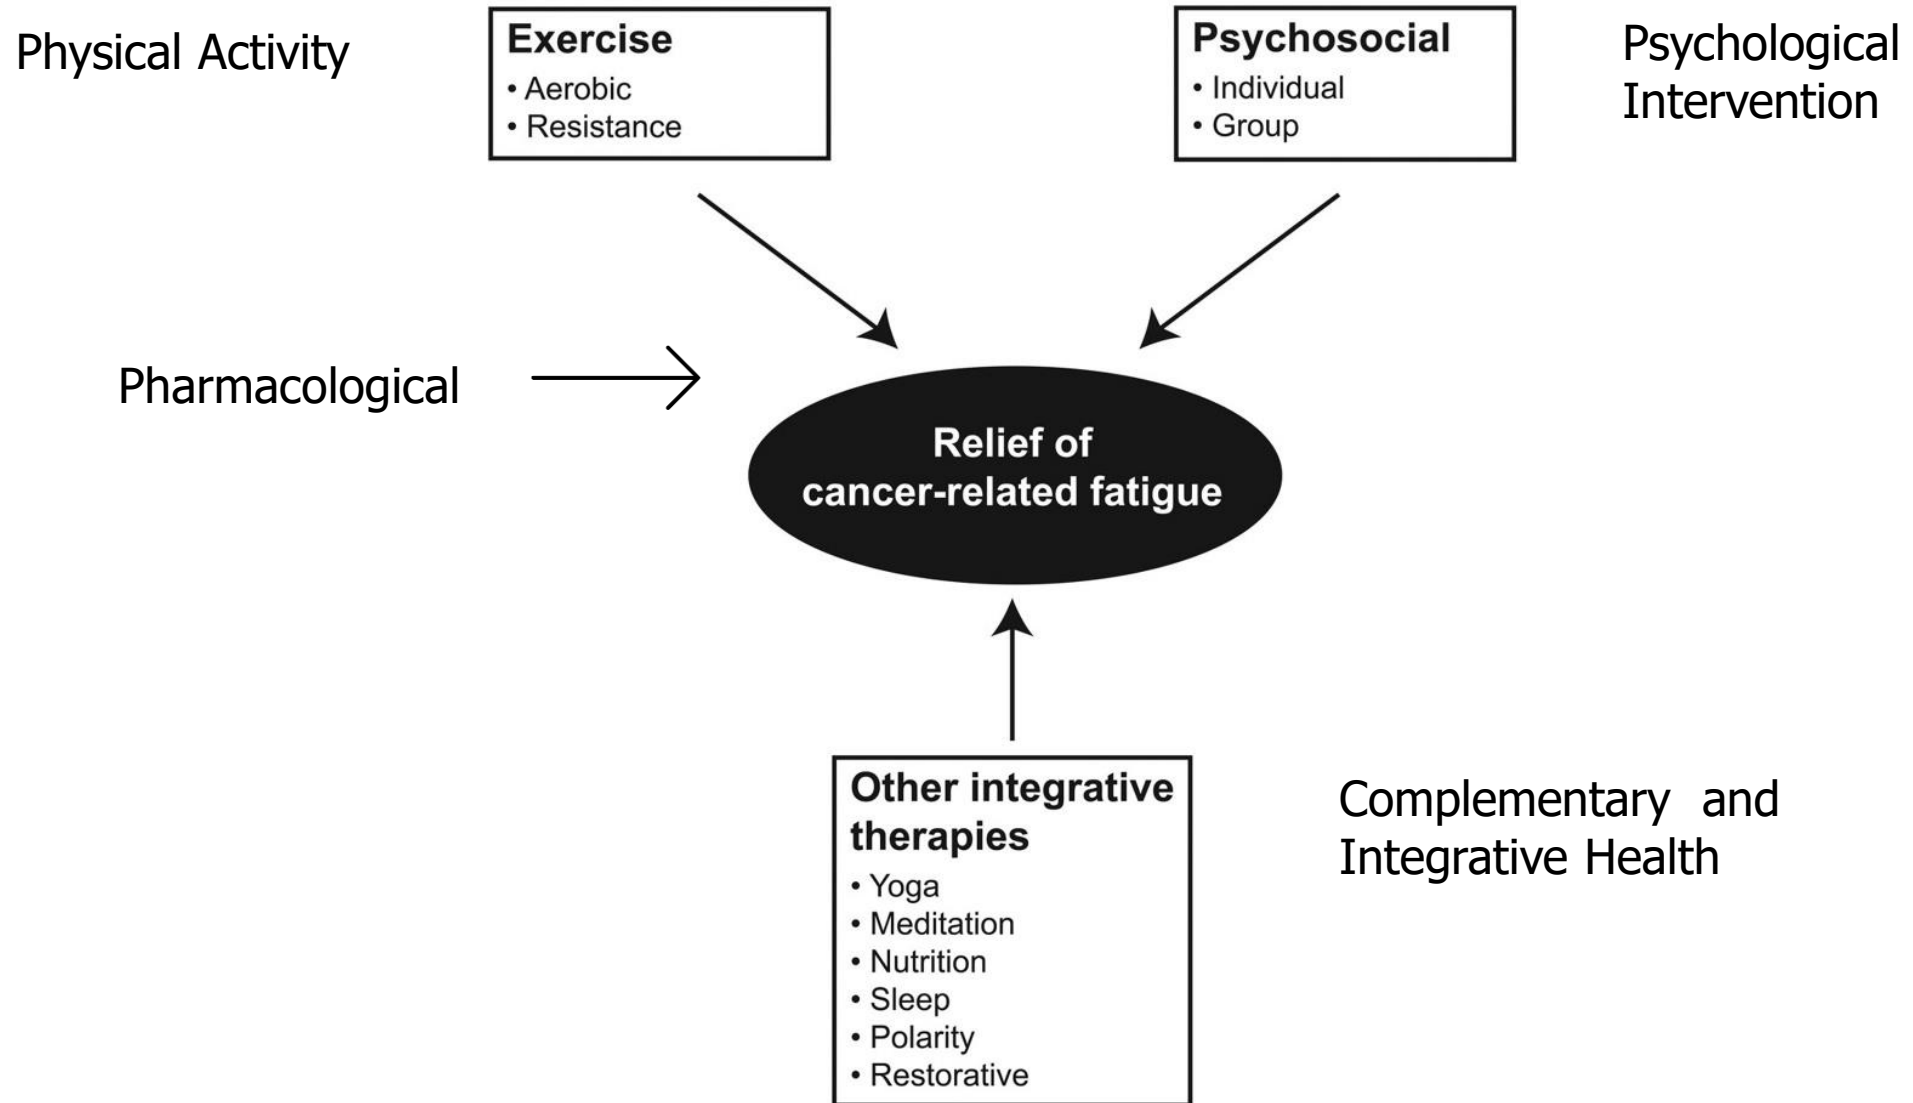 Physical Activity
Exercise
• Aerobic
• Resistance
Psychosocial
• Individual
• Group
Psychological
Intervention
Pharmacological
Relief of
cancer-related fatigue
Other integrative
therapies
• Yoga
• Meditation
• Nutrition
• Sleep
• Polarity
• Restorative
Complementary and
Integrative Health